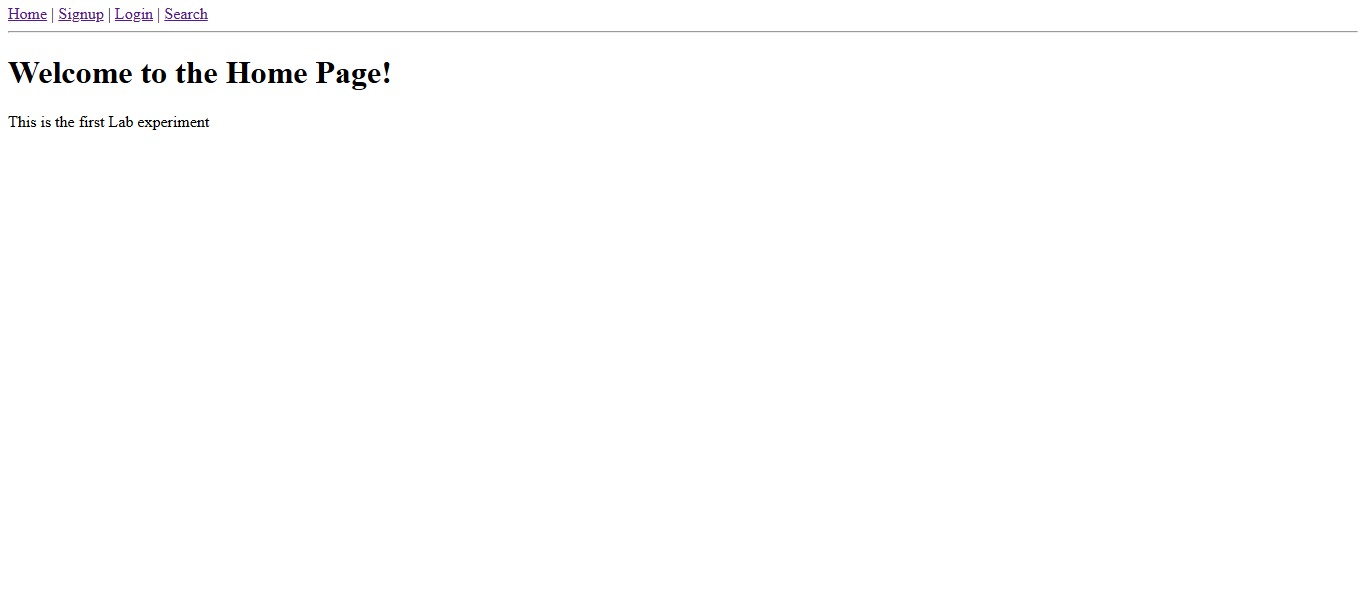 Home | Signup | Login | Search
Welcome to the Home Page!
This is the first Lab experiment